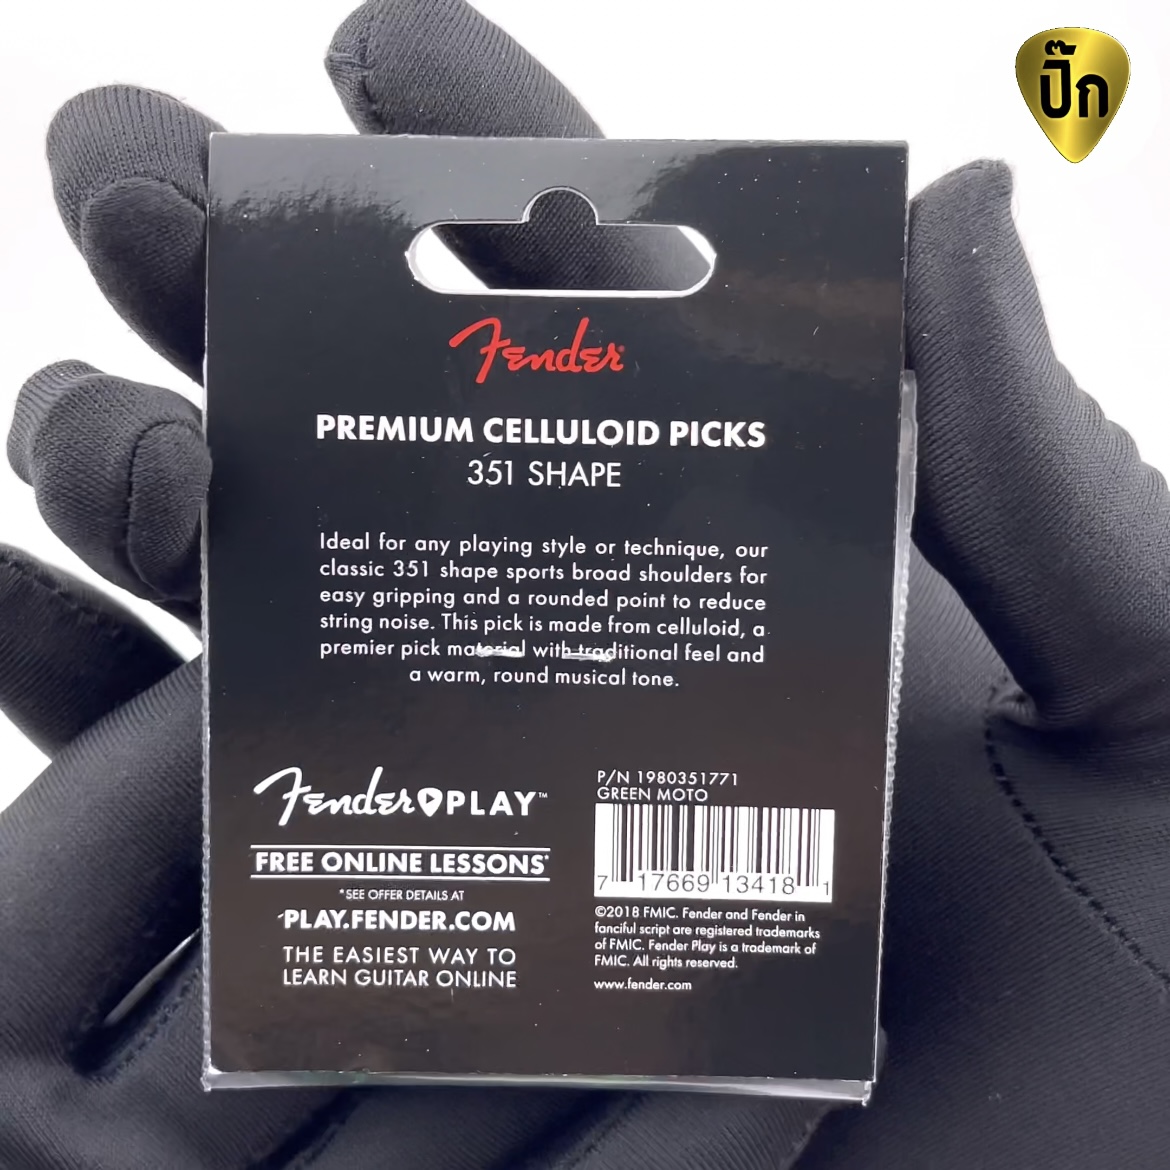 ปิ๊ก
Fender
PREMIUM CELLULOID PICKS
351 SHAPE
Ideal for any playing style or technique, our
classic 351 shape sports broad shoulders for
easy gripping and a rounded point to reduce
string noise. This pick is made from celluloid, a
premier pick material with traditional feel and
a warm, round musical tone.
Fender PLAY™
FREE ONLINE LESSONS*
*SEE OFFER DETAILS AT
PLAY.FENDER.COM
THE EASIEST WAY TO
LEARN GUITAR ONLINE
P/N 1980351771
GREEN MOTO
7 17669 13418 1
©2018 FMIC. Fender and Fender in
fanciful script are registered trademarks
of FMIC. Fender Play is a trademark of
FMIC. All rights reserved.
www.fender.com